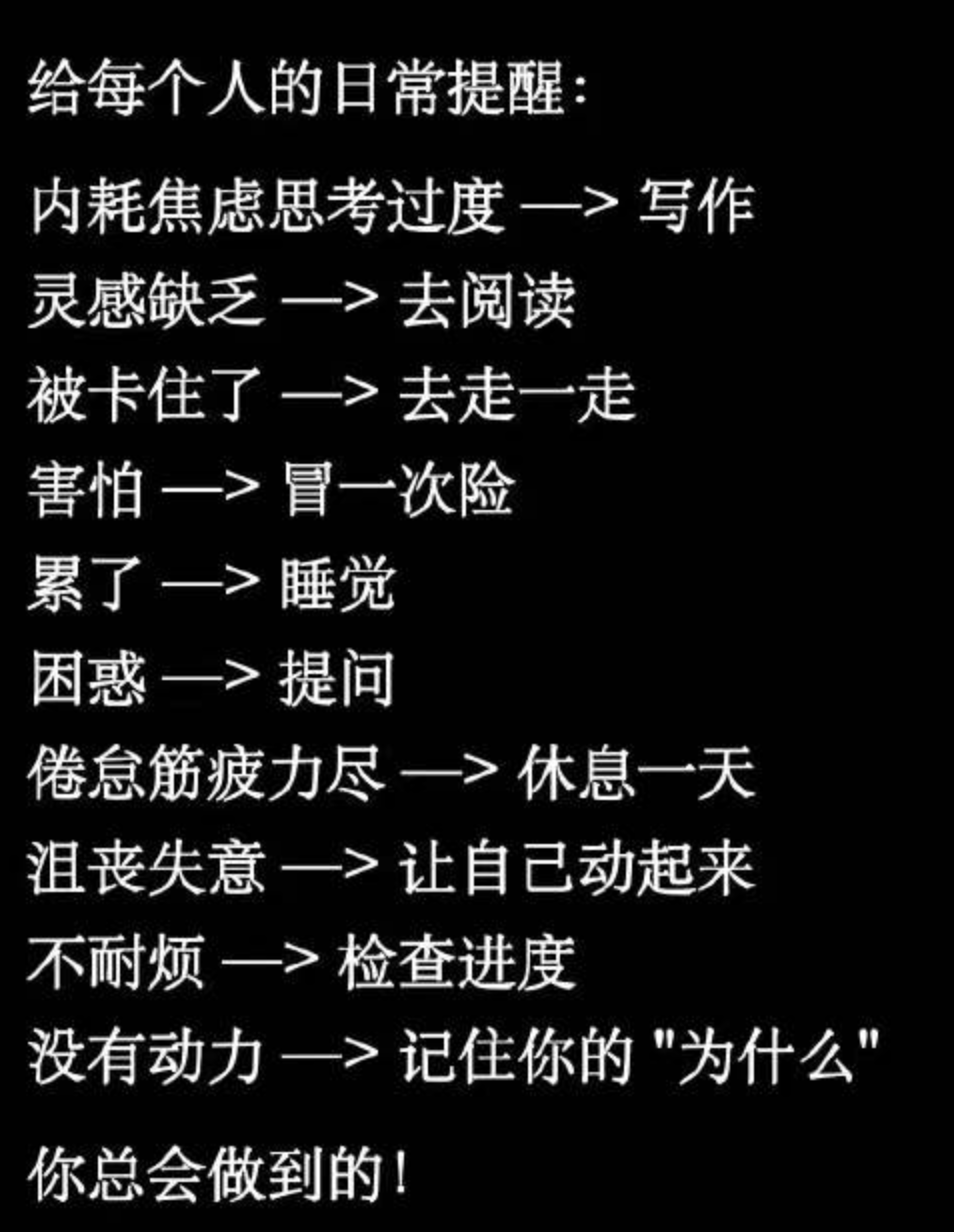 给每个人的日常提醒：
内耗焦虑思考过度 —> 写作
灵感缺乏 —> 去阅读
被卡住了 —> 去走一走
害怕 —> 冒一次险
累了 —> 睡觉
困惑 —> 提问
倦怠筋疲力尽 —> 休息一天
沮丧失意 —> 让自己动起来
不耐烦 —> 检查进度
没有动力 —> 记住你的 "为什么"
你总会做到的！